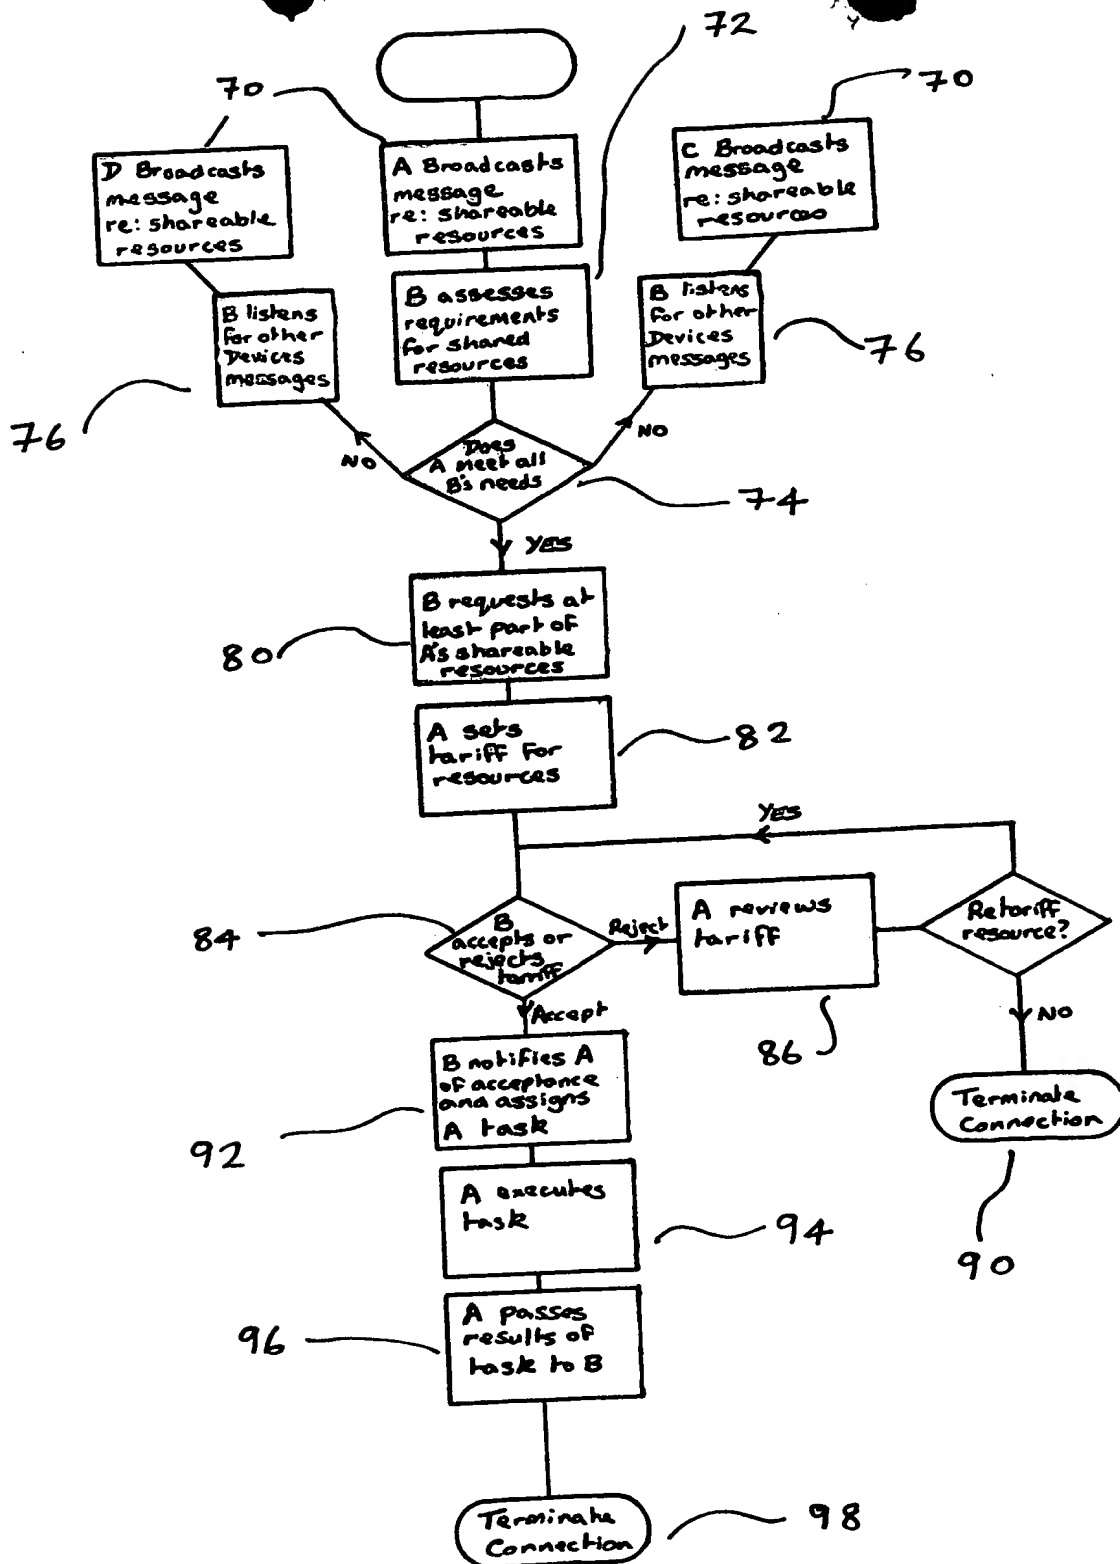 72
70
70
D Broadcasts
message
re: shareable
resources
A Broadcasts
message
re: shareable
resources
C Broadcasts
message
re: shareable
resources
B listens
for other
Devices
messages
B assesses
requirements
for shared
resources
B listens
for other
Devices
messages
76
76
NO
Does
A meet all
B's needs
NO
74
YES
B requests at
least part of
A's shareable
resources
80
A sets
tariff for
resources
82
YES
84
B
accepts or
rejects
tariff
Reject
A reviews
tariff
Retariff
resource?
86
Accept
NO
B notifies A
of acceptance
and assigns
A task
92
Terminate
Connection
90
A executes
task
94
A passes
results of
task to B
96
Terminate
Connection
98